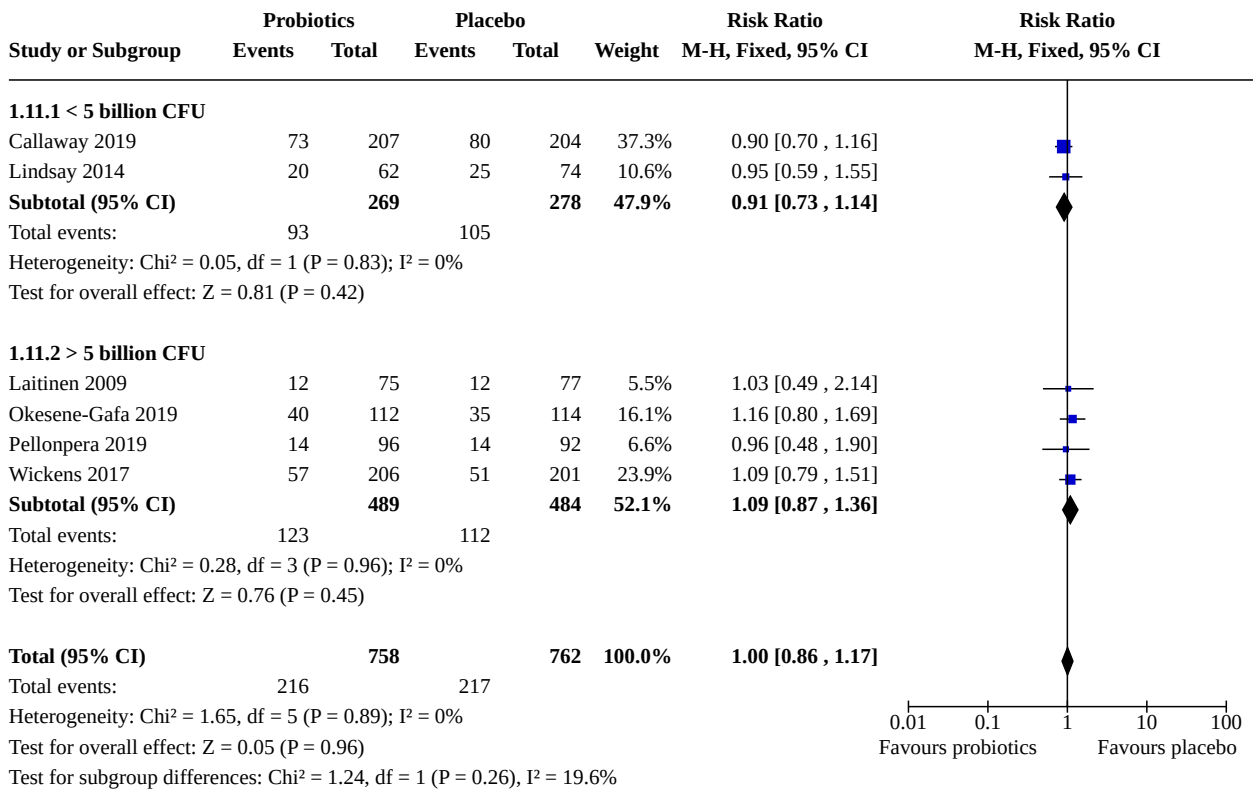 Probiotics Placebo Risk Ratio Risk Ratio
Study or Subgroup Events Total Events Total Weight M-H, Fixed, 95% CI M-H, Fixed, 95% CI
1.11.1 < 5 billion CFU
Callaway 2019 73 207 80 204 37.3% 0.90 [0.70 , 1.16]
Lindsay 2014 20 62 25 74 10.6% 0.95 [0.59 , 1.55]
Subtotal (95% CI) 269 278 47.9% 0.91 [0.73 , 1.14]
Total events: 93 105
Heterogeneity: Chi² = 0.05, df = 1 (P = 0.83); I² = 0%
Test for overall effect: Z = 0.81 (P = 0.42)
1.11.2 > 5 billion CFU
Laitinen 2009 12 75 12 77 5.5% 1.03 [0.49 , 2.14]
Okesene-Gafa 2019 40 112 35 114 16.1% 1.16 [0.80 , 1.69]
Pellonpera 2019 14 96 14 92 6.6% 0.96 [0.48 , 1.90]
Wickens 2017 57 206 51 201 23.9% 1.09 [0.79 , 1.51]
Subtotal (95% CI) 489 484 52.1% 1.09 [0.87 , 1.36]
Total events: 123 112
Heterogeneity: Chi² = 0.28, df = 3 (P = 0.96); I² = 0%
Test for overall effect: Z = 0.76 (P = 0.45)
Total (95% CI) 758 762 100.0% 1.00 [0.86 , 1.17]
Total events: 216 217
Heterogeneity: Chi² = 1.65, df = 5 (P = 0.89); I² = 0%
Test for overall effect: Z = 0.05 (P = 0.96)
Test for subgroup differences: Chi² = 1.24, df = 1 (P = 0.26), I² = 19.6%
0.01 0.1 1 10 100
Favours probiotics Favours placebo